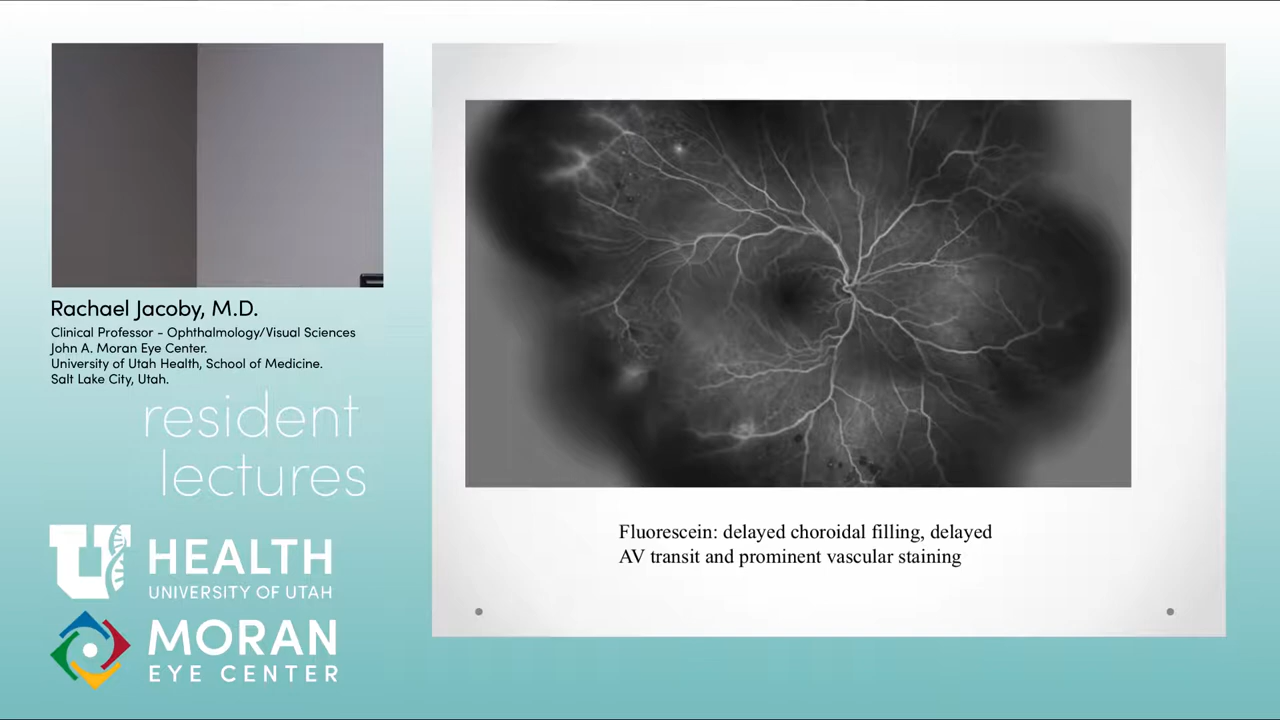 Rachael Jacoby, M.D.
Clinical Professor - Ophthalmology/Visual Sciences
John A. Moran Eye Center.
University of Utah Health, School of Medicine.
Salt Lake City, Utah.
resident
lectures
U HEALTH
UNIVERSITY OF UTAH
MORAN
EYE CENTER
Fluorescein: delayed choroidal filling, delayed
AV transit and prominent vascular staining